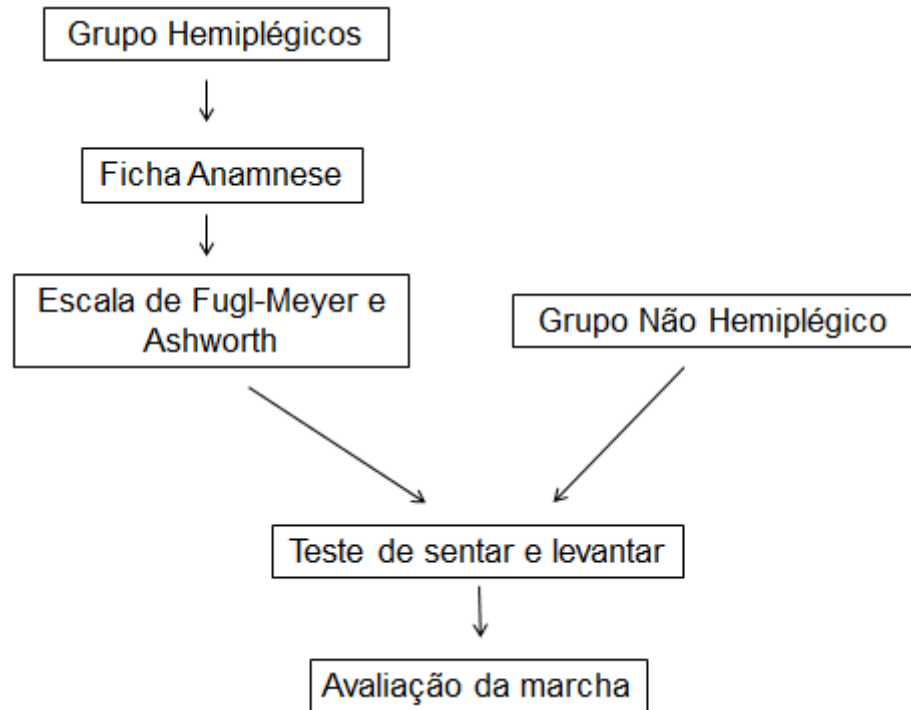 Grupo Hemiplégicos
Ficha Anamnese
Escala de Fugl-Meyer e
Ashworth
Grupo Não Hemiplégico
Teste de sentar e levantar
Avaliação da marcha